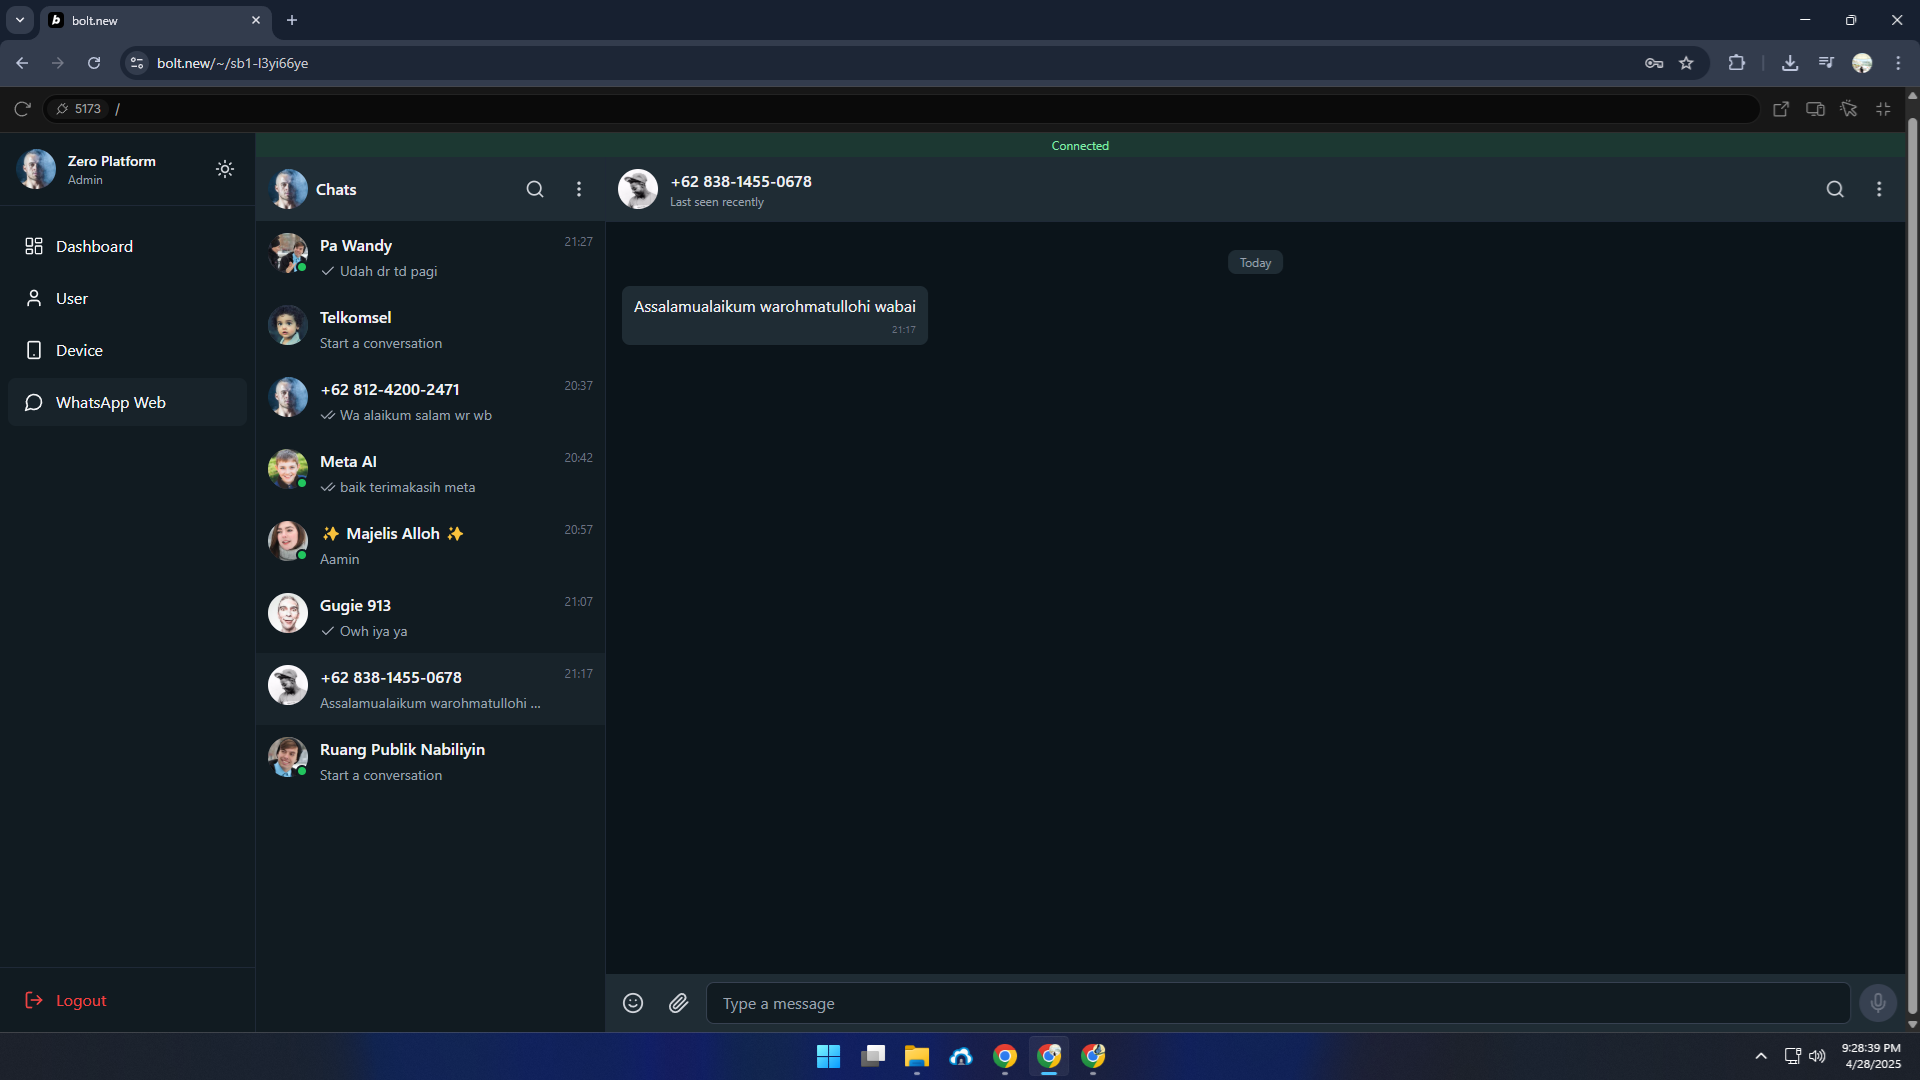 bolt.new
bolt.new/~/sb1-l3yi66ye
5173 /
Zero Platform
Admin
Dashboard
User
Device
WhatsApp Web
Logout
Connected
Chats
Pa Wandy
21:27
Udah dr td pagi
Telkomsel
Start a conversation
+62 812-4200-2471
20:37
Wa alaikum salam wr wb
Meta AI
20:42
baik terimakasih meta
✨ Majelis Alloh ✨
20:57
Aamin
Gugie 913
21:07
Owh iya ya
+62 838-1455-0678
21:17
Assalamualaikum warohmatullohi ...
Ruang Publik Nabiliyin
Start a conversation
+62 838-1455-0678
Last seen recently
Today
Assalamualaikum warohmatullohi wabai
21:17
Type a message
9:28:39 PM
4/28/2025